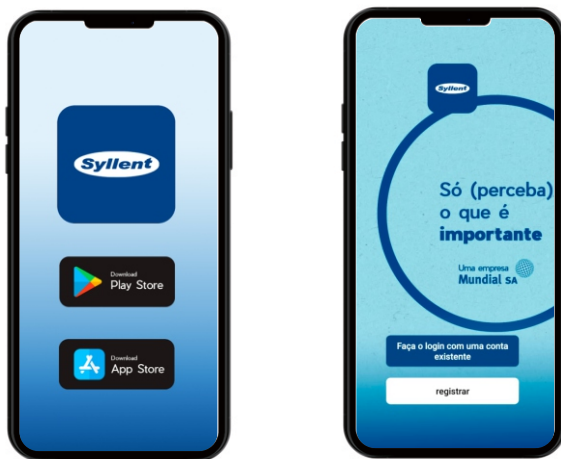 Syllent
Download
Play Store
Download
App Store
Syllent
Só (perceba)
o que é
importante
Uma empresa
Mundial SA
Faça o login com uma conta
existente
registrar